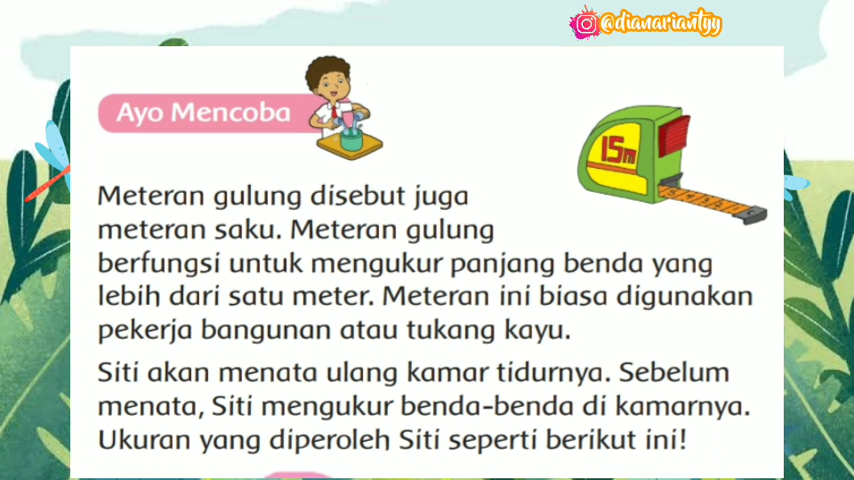 @dianariantyy
Ayo Mencoba
15m
Meteran gulung disebut juga
meteran saku. Meteran gulung
berfungsi untuk mengukur panjang benda yang
lebih dari satu meter. Meteran ini biasa digunakan
pekerja bangunan atau tukang kayu.
Siti akan menata ulang kamar tidurnya. Sebelum
menata, Siti mengukur benda-benda di kamarnya.
Ukuran yang diperoleh Siti seperti berikut ini!